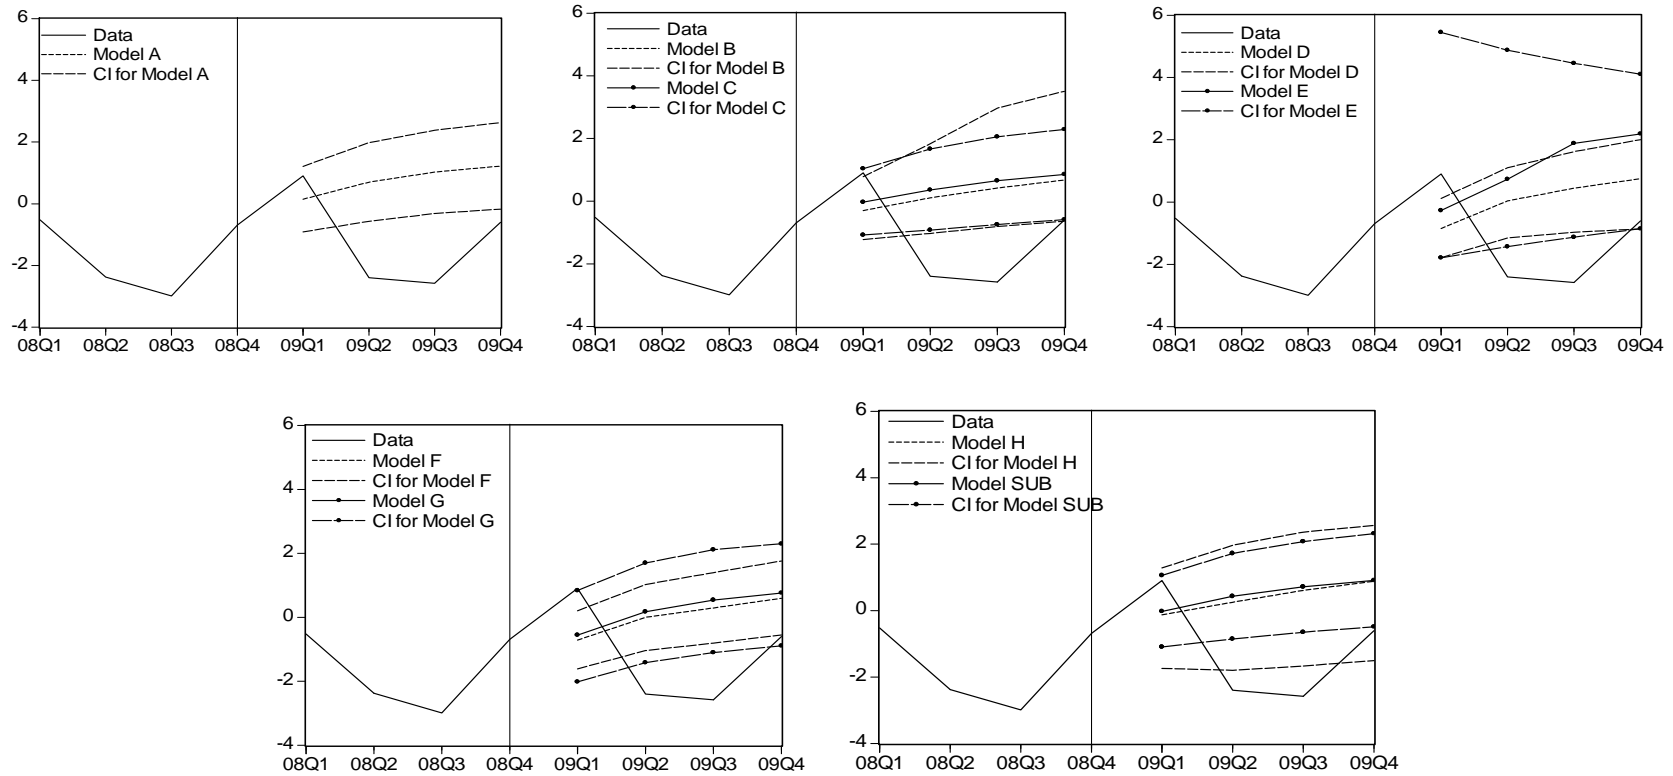 6
4
2
0
-2
-4
Data
Model A
CI for Model A
08Q1 08Q2 08Q3 08Q4 09Q1 09Q2 09Q3 09Q4
6
4
2
0
-2
-4
Data
Model B
CI for Model B
Model C
CI for Model C
08Q1 08Q2 08Q3 08Q4 09Q1 09Q2 09Q3 09Q4
6
4
2
0
-2
-4
Data
Model D
CI for Model D
Model E
CI for Model E
08Q1 08Q2 08Q3 08Q4 09Q1 09Q2 09Q3 09Q4
6
4
2
0
-2
-4
Data
Model F
CI for Model F
Model G
CI for Model G
08Q1 08Q2 08Q3 08Q4 09Q1 09Q2 09Q3 09Q4
6
4
2
0
-2
-4
Data
Model H
CI for Model H
Model SUB
CI for Model SUB
08Q1 08Q2 08Q3 08Q4 09Q1 09Q2 09Q3 09Q4